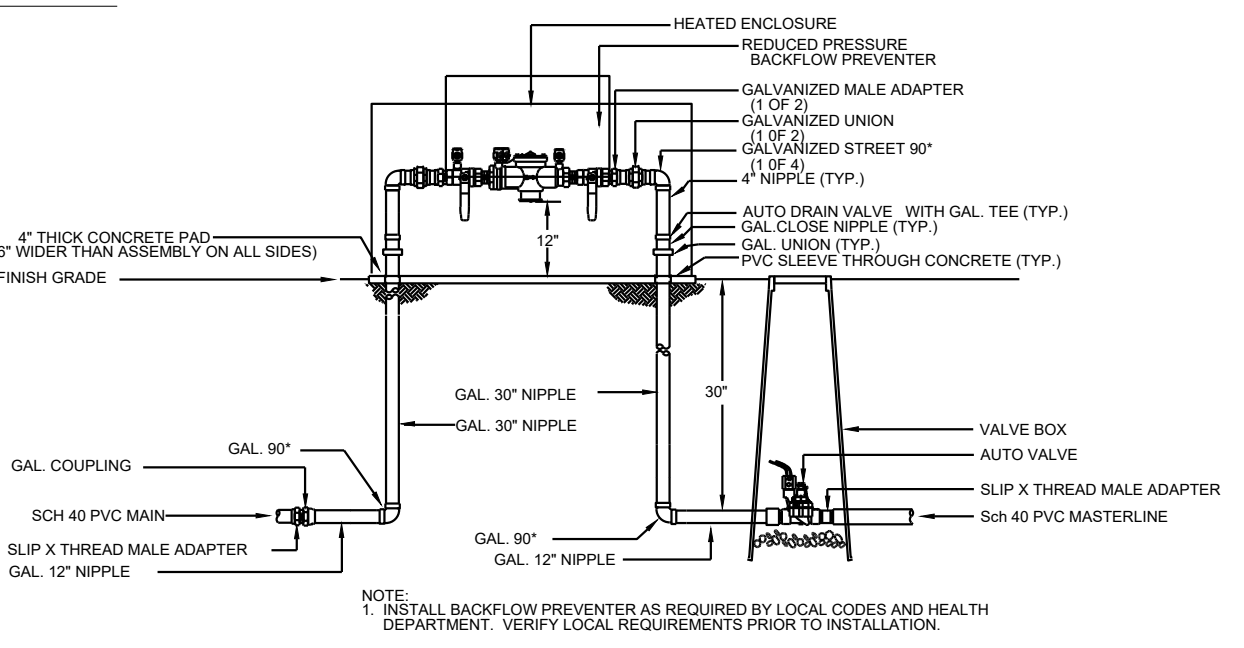 HEATED ENCLOSURE
REDUCED PRESSURE
BACKFLOW PREVENTER
GALVANIZED MALE ADAPTER
(1 OF 2)
GALVANIZED UNION
(1 0F 2)
GALVANIZED STREET 90*
(1 0F 4)
4" NIPPLE (TYP.)
AUTO DRAIN VALVE WITH GAL. TEE (TYP.)
GAL.CLOSE NIPPLE (TYP.)
GAL. UNION (TYP.)
PVC SLEEVE THROUGH CONCRETE (TYP.)
12"
4" THICK CONCRETE PAD
6" WIDER THAN ASSEMBLY ON ALL SIDES)
FINISH GRADE
GAL. 30" NIPPLE
30"
GAL. 30" NIPPLE
VALVE BOX
GAL. 90*
AUTO VALVE
GAL. COUPLING
SLIP X THREAD MALE ADAPTER
SCH 40 PVC MAIN
Sch 40 PVC MASTERLINE
GAL. 90*
SLIP X THREAD MALE ADAPTER
GAL. 12" NIPPLE
GAL. 12" NIPPLE
NOTE:
1. INSTALL BACKFLOW PREVENTER AS REQUIRED BY LOCAL CODES AND HEALTH
DEPARTMENT. VERIFY LOCAL REQUIREMENTS PRIOR TO INSTALLATION.